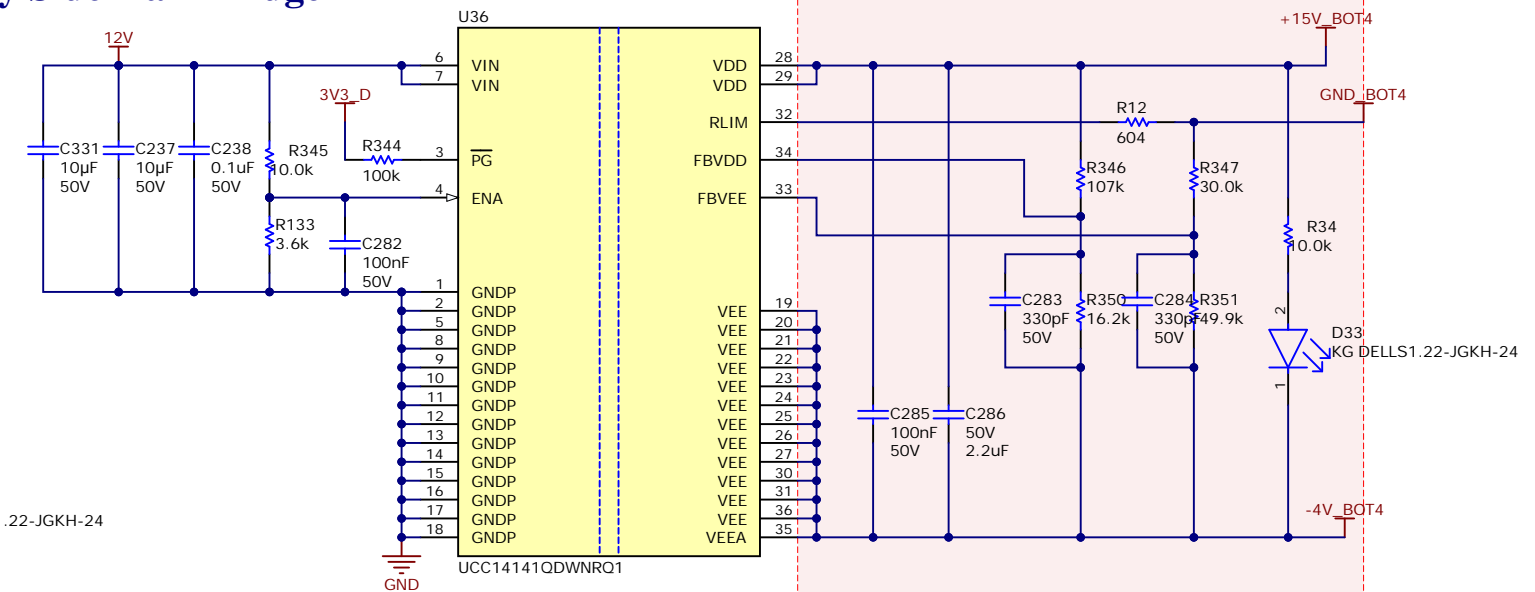 U36
+15V_BOT4
12V
6 VIN
7 VIN
VDD 28
VDD 29
3V3_D
GND_BOT4
R12
604
RLIM 32
R344
100k
3 PG
FBVDD 34
C331
10µF
50V
C237
10µF
50V
C238
0.1uF
50V
R345
10.0k
R346
107k
R347
30.0k
4 ENA
FBVEE 33
R133
3.6k
C282
100nF
50V
R34
10.0k
1 GNDP
2 GNDP
5 GNDP
8 GNDP
9 GNDP
10 GNDP
11 GNDP
12 GNDP
13 GNDP
14 GNDP
15 GNDP
16 GNDP
17 GNDP
18 GNDP
VEE 19
VEE 20
VEE 21
VEE 22
VEE 23
VEE 24
VEE 25
VEE 26
VEE 27
VEE 30
VEE 31
VEE 36
VEEA 35
C283
330pF
50V
R350
16.2k
C284
330pF
50V
R351
49.9k
2
D33
KG DELLS1.22-JGKH-24
1
C285
100nF
50V
C286
50V
2.2uF
-4V_BOT4
.22-JGKH-24
GND
UCC14141QDWNRQ1